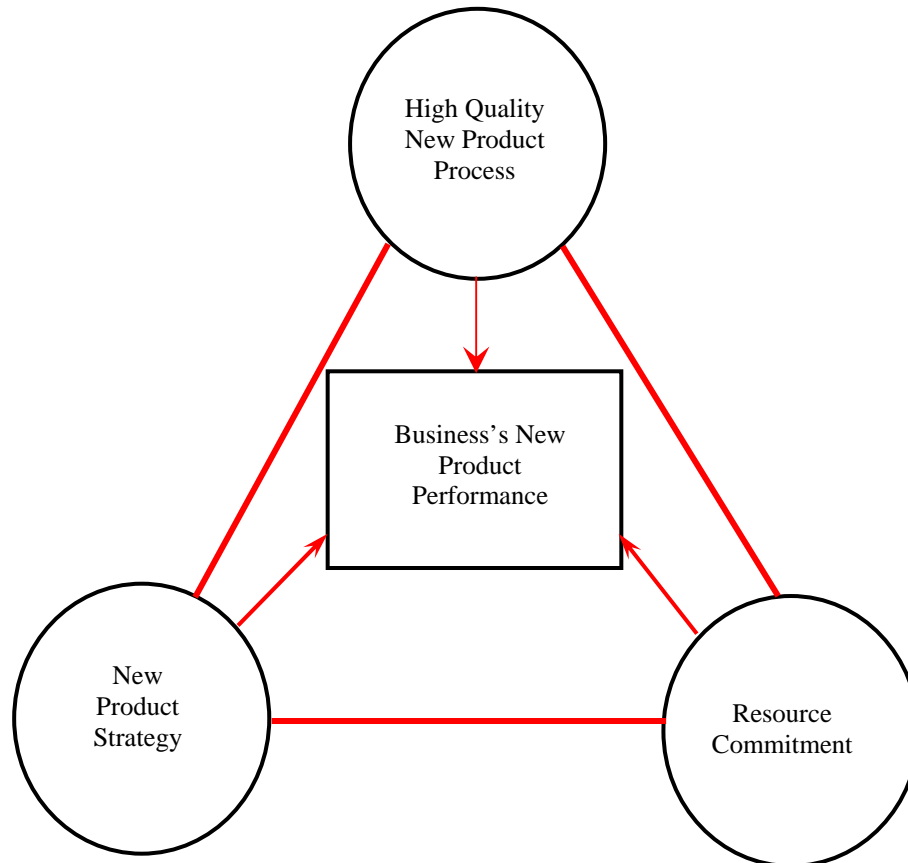 High Quality
New Product
Process
Business’s New
Product
Performance
New
Product
Strategy
Resource
Commitment